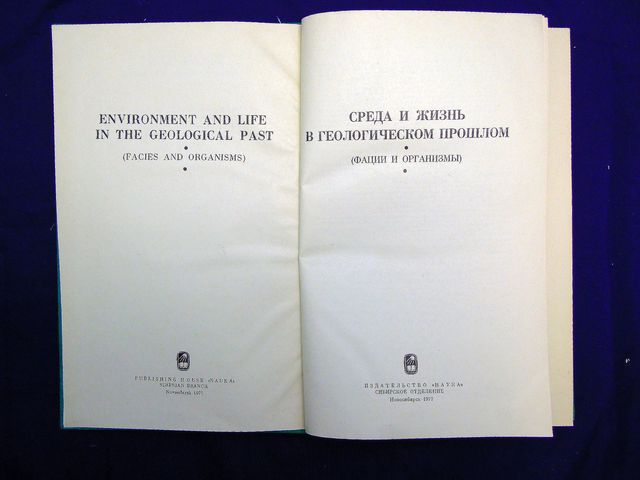 ENVIRONMENT AND LIFE
IN THE GEOLOGICAL PAST
(FACIES AND ORGANISMS)
PUBLISHING HOUSE «NAUKA»
SIBERIAN BRANCH
Novosibirsk 1977
СРЕДА И ЖИЗНЬ
В ГЕОЛОГИЧЕСКОМ ПРОШЛОМ
(ФАЦИИ И ОРГАНИЗМЫ)
ИЗДАТЕЛЬСТВО «НАУКА»
СИБИРСКОЕ ОТДЕЛЕНИЕ
Новосибирск 1977